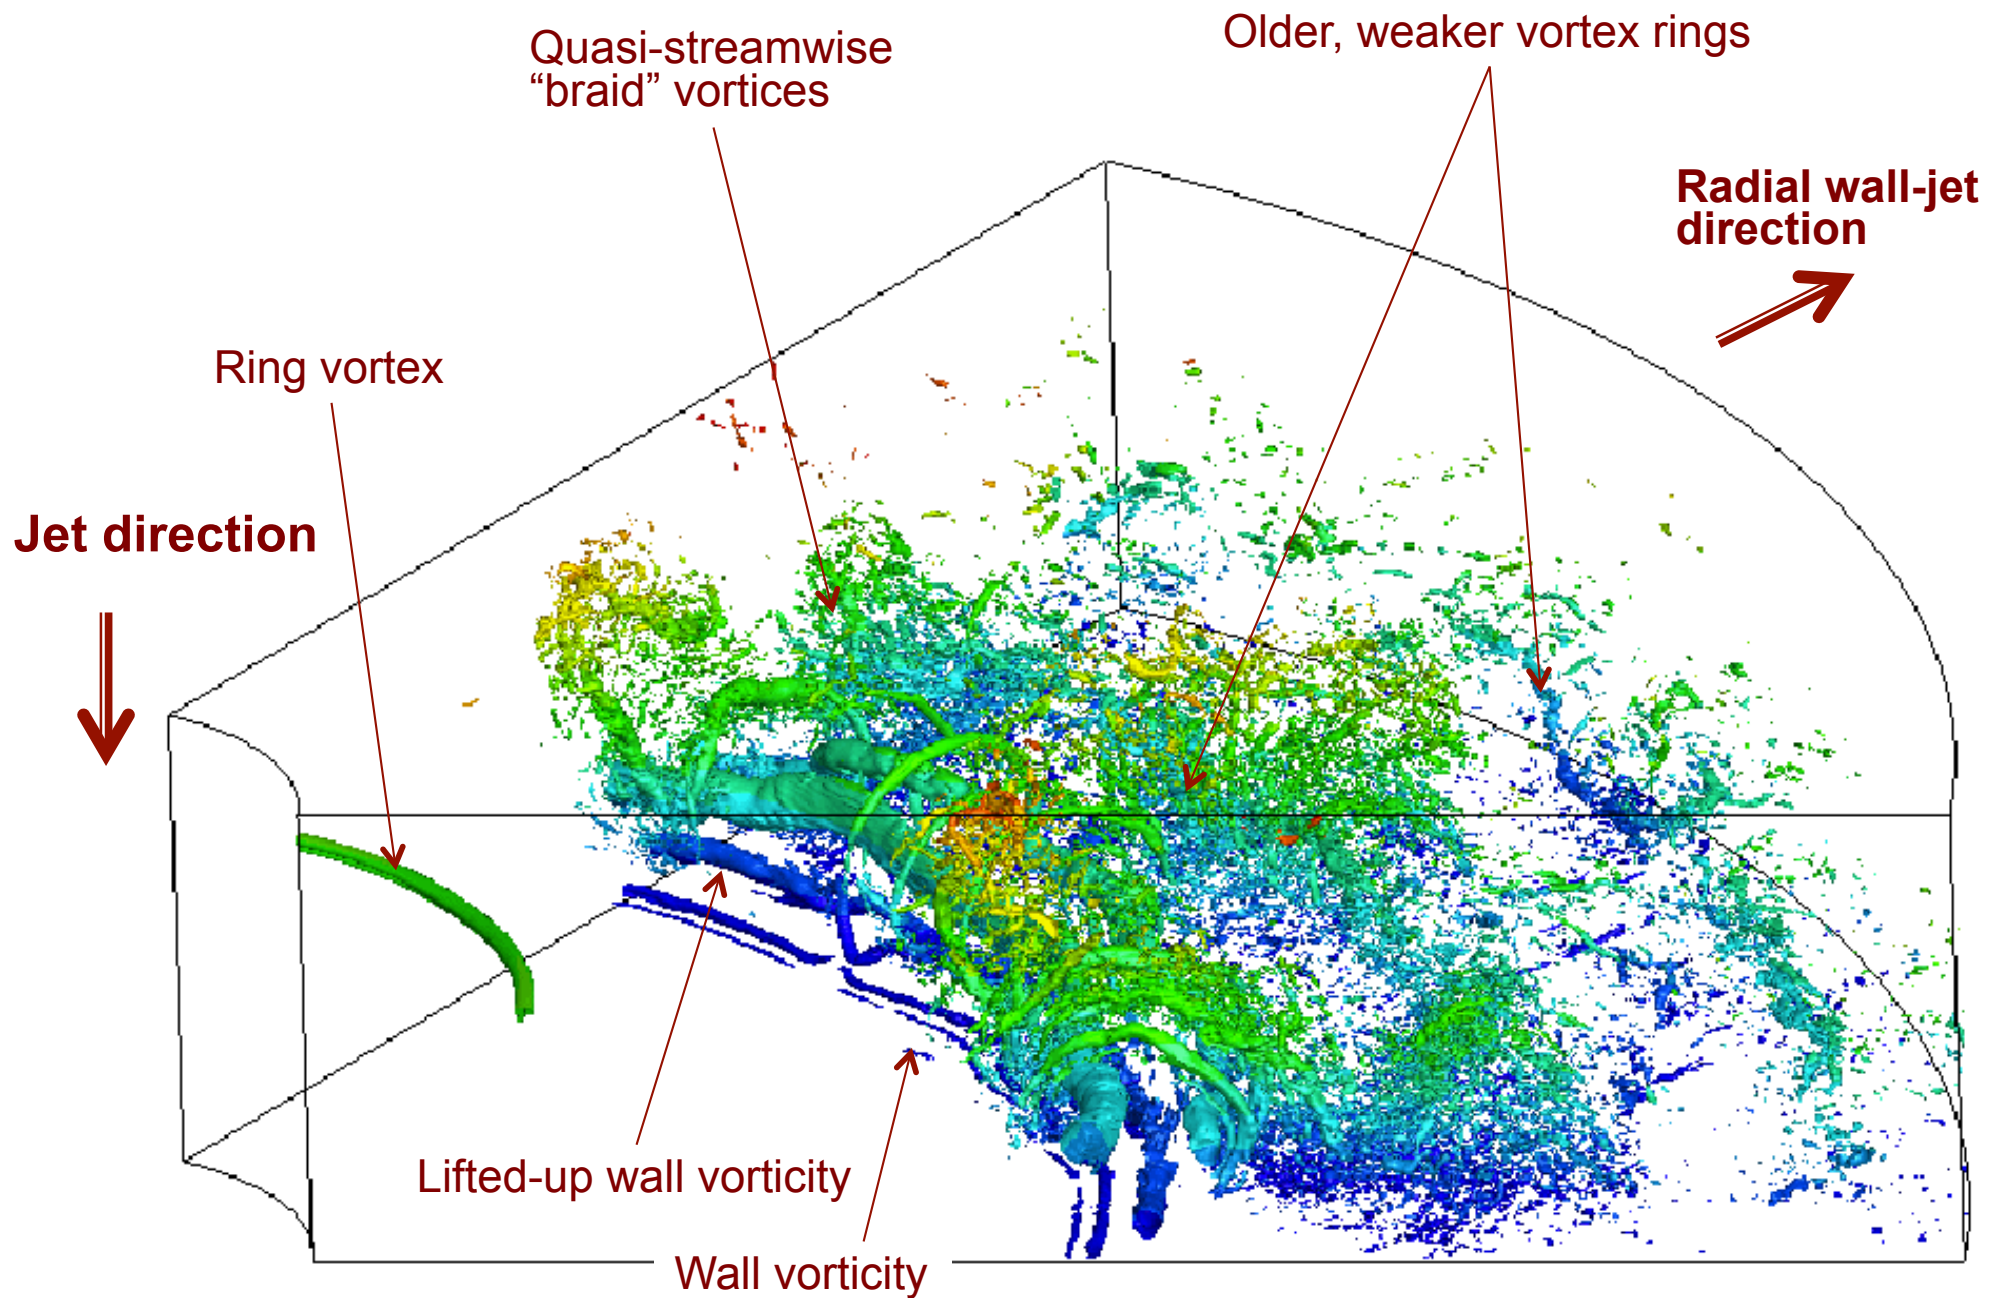 Older, weaker vortex rings
Quasi-streamwise
“braid” vortices
Radial wall-jet
direction
Ring vortex
Jet direction
Lifted-up wall vorticity
Wall vorticity